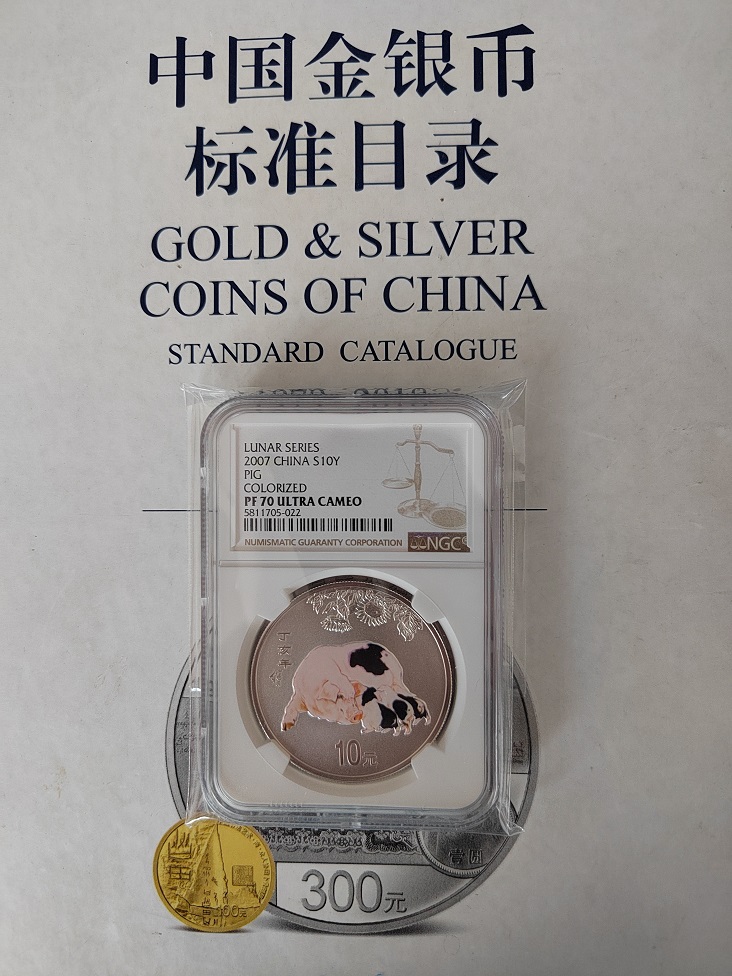 中国金银币
标准目录
GOLD & SILVER
COINS OF CHINA
STANDARD CATALOGUE
LUNAR SERIES
2007 CHINA S10Y
PIG
COLORIZED
PF 70 ULTRA CAMEO
5811705-022
NUMISMATIC GUARANTY CORPORATION NGC
丁亥年
10元
壹圆
300元